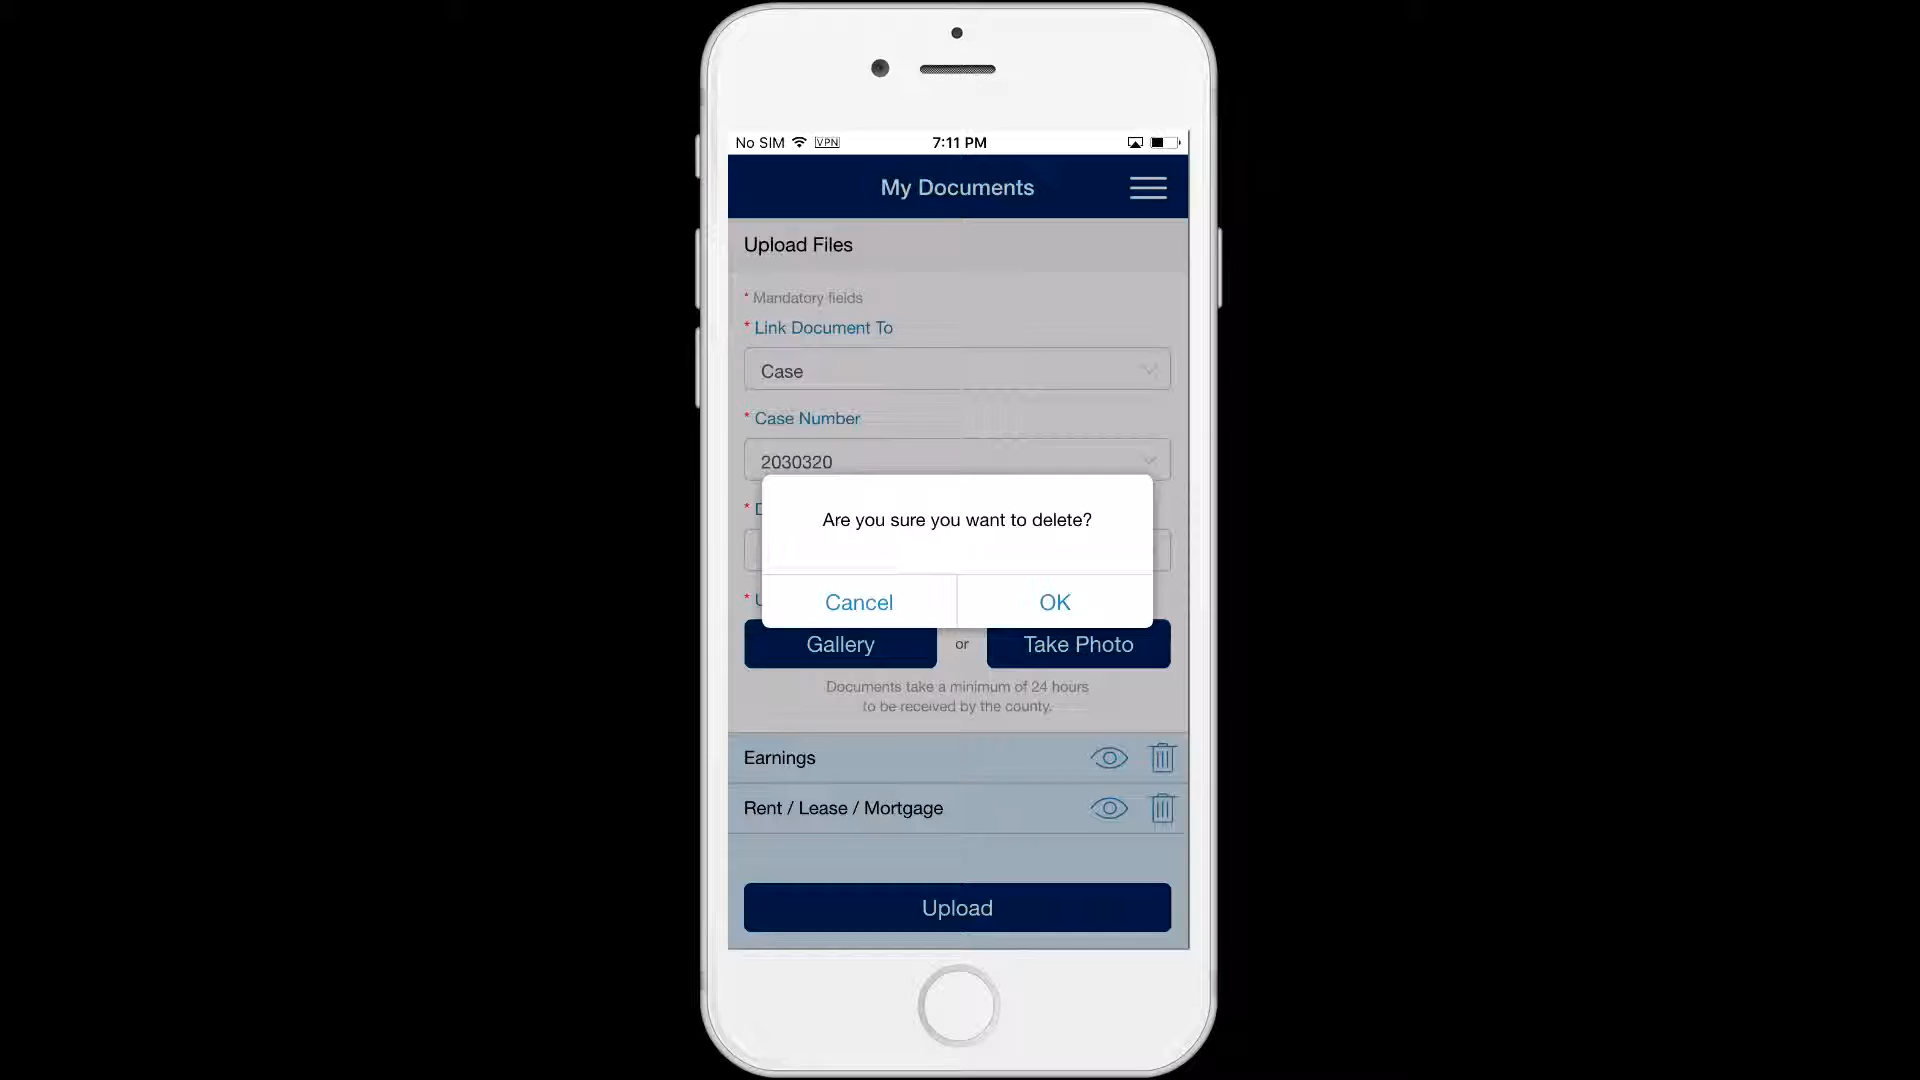 No SIM VPN 7:11 PM
My Documents
Upload Files
* Mandatory fields
* Link Document To
Case
* Case Number
2030320
*
Are you sure you want to delete?
*
Cancel OK
Gallery or Take Photo
Documents take a minimum of 24 hours
to be received by the county.
Earnings
Rent / Lease / Mortgage
Upload